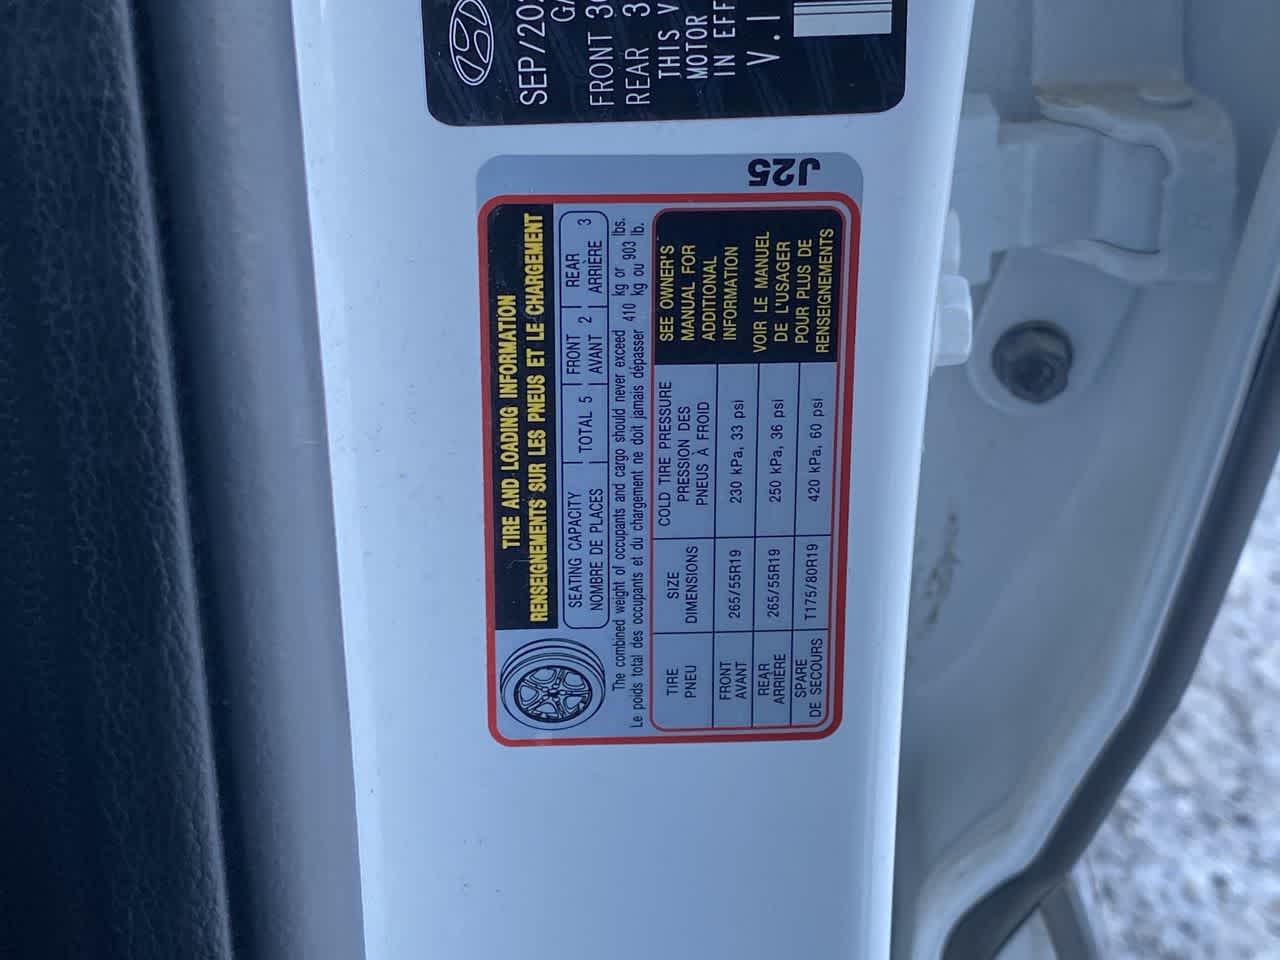 SEP/202
GA
FRONT 3
REAR 3
THIS V
MOTOR
IN EFF
V.I
J25
TIRE AND LOADING INFORMATION
RENSEIGNEMENTS SUR LES PNEUS ET LE CHARGEMENT
SEATING CAPACITY
NOMBRE DE PLACES
TOTAL 5
FRONT
AVANT 2
REAR
ARRIÈRE 3
The combined weight of occupants and cargo should never exceed 410 kg or lbs.
Le poids total des occupants et du chargement ne doit jamais dépasser kg ou 903 lb.
TIRE SIZE COLD TIRE PRESSURE
PNEU DIMENSIONS PRESSION DES
PNEUS À FROID
FRONT
AVANT 265/55R19 230 kPa, 33 psi
REAR
ARRIÈRE 265/55R19 250 kPa, 36 psi
SPARE
DE SECOURS T175/80R19 420 kPa, 60 psi
SEE OWNER'S
MANUAL FOR
ADDITIONAL
INFORMATION
VOIR LE MANUEL
DE L'USAGER
POUR PLUS DE
RENSEIGNEMENTS